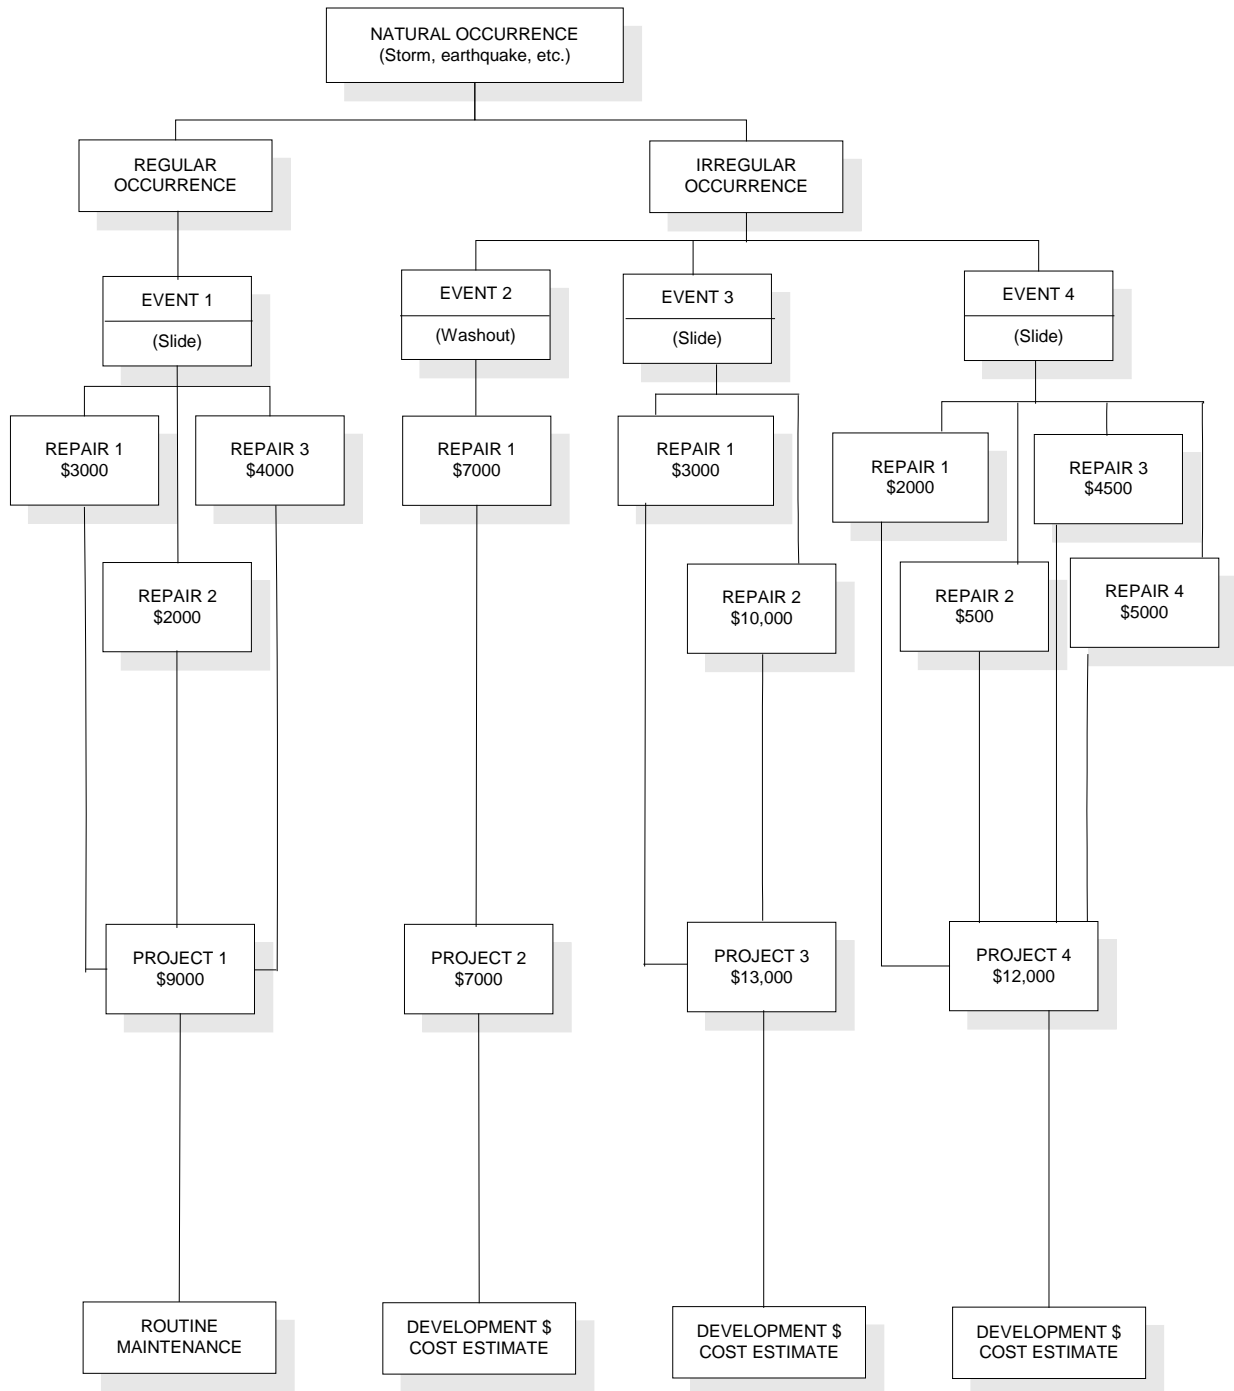 NATURAL OCCURRENCE
(Storm, earthquake, etc.)
REGULAR
OCCURRENCE
IRREGULAR
OCCURRENCE
EVENT 1
(Slide)
EVENT 2
(Washout)
EVENT 3
(Slide)
EVENT 4
(Slide)
REPAIR 1
$3000
REPAIR 3
$4000
REPAIR 1
$7000
REPAIR 1
$3000
REPAIR 1
$2000
REPAIR 3
$4500
REPAIR 2
$2000
REPAIR 2
$10,000
REPAIR 2
$500
REPAIR 4
$5000
PROJECT 1
$9000
PROJECT 2
$7000
PROJECT 3
$13,000
PROJECT 4
$12,000
ROUTINE
MAINTENANCE
DEVELOPMENT $
COST ESTIMATE
DEVELOPMENT $
COST ESTIMATE
DEVELOPMENT $
COST ESTIMATE